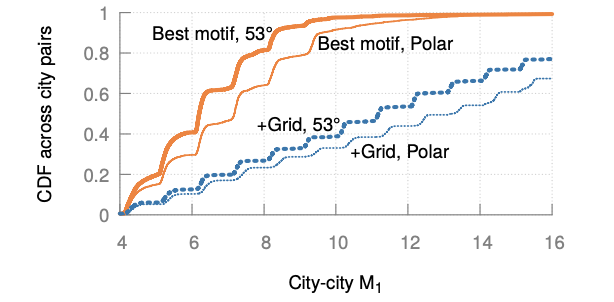 CDF across city pairs
1
0.8
0.6
0.4
0.2
0
Best motif, 53°
Best motif, Polar
+Grid, 53°
+Grid, Polar
4 6 8 10 12 14 16
City-city M₁